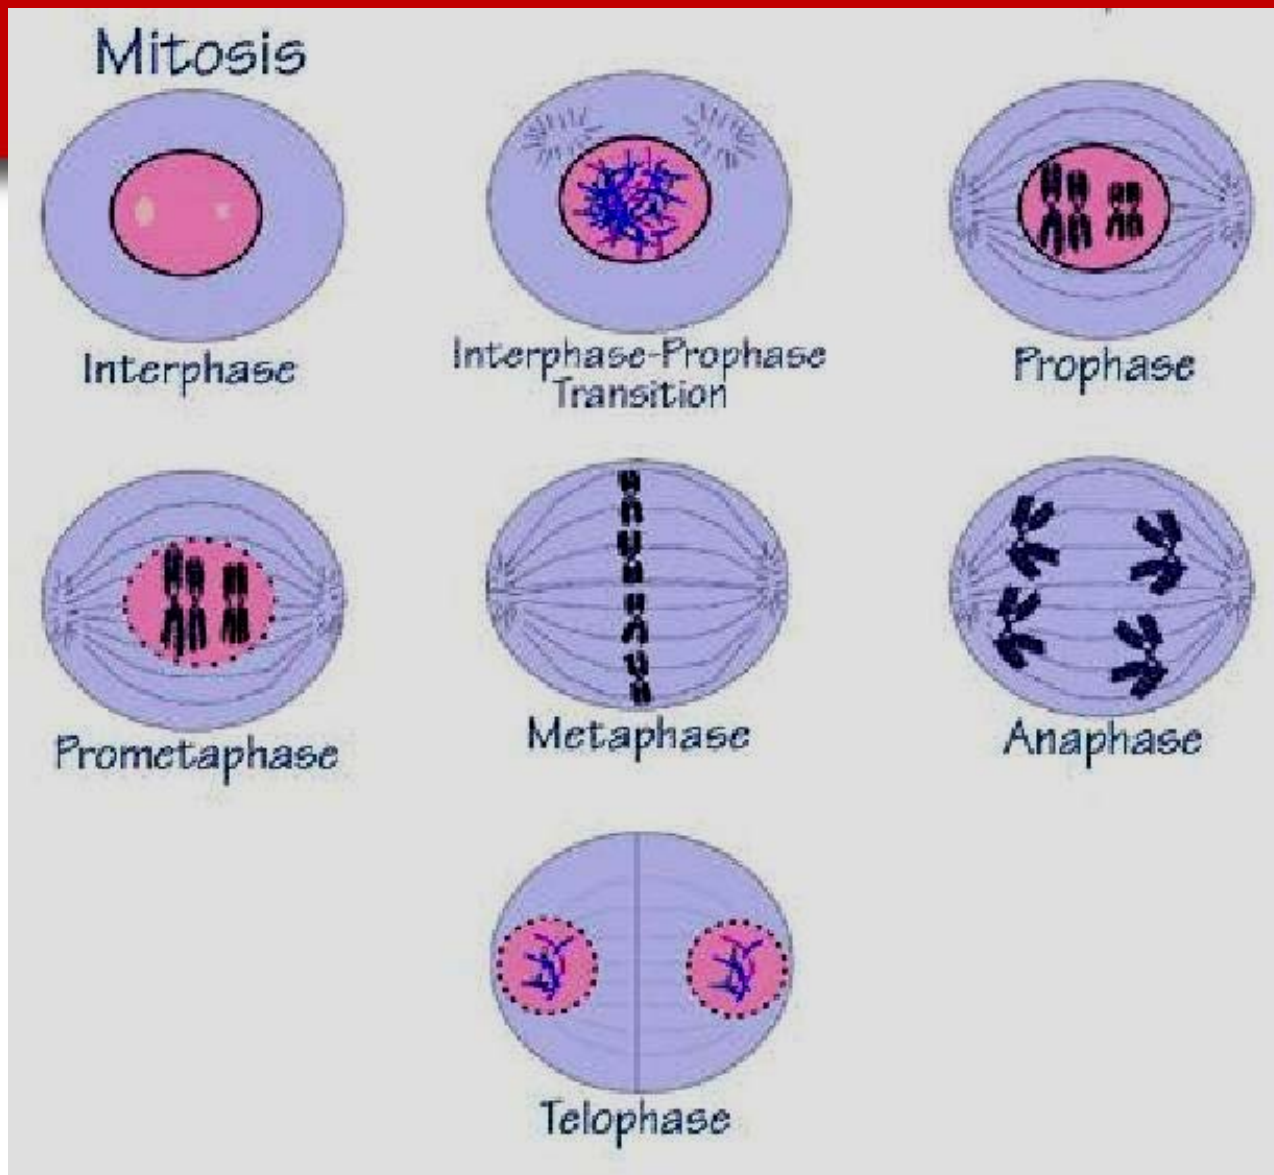 Mitosis
Interphase
Interphase-Prophase
Transition
Prophase
Prometaphase
Metaphase
Anaphase
Telophase